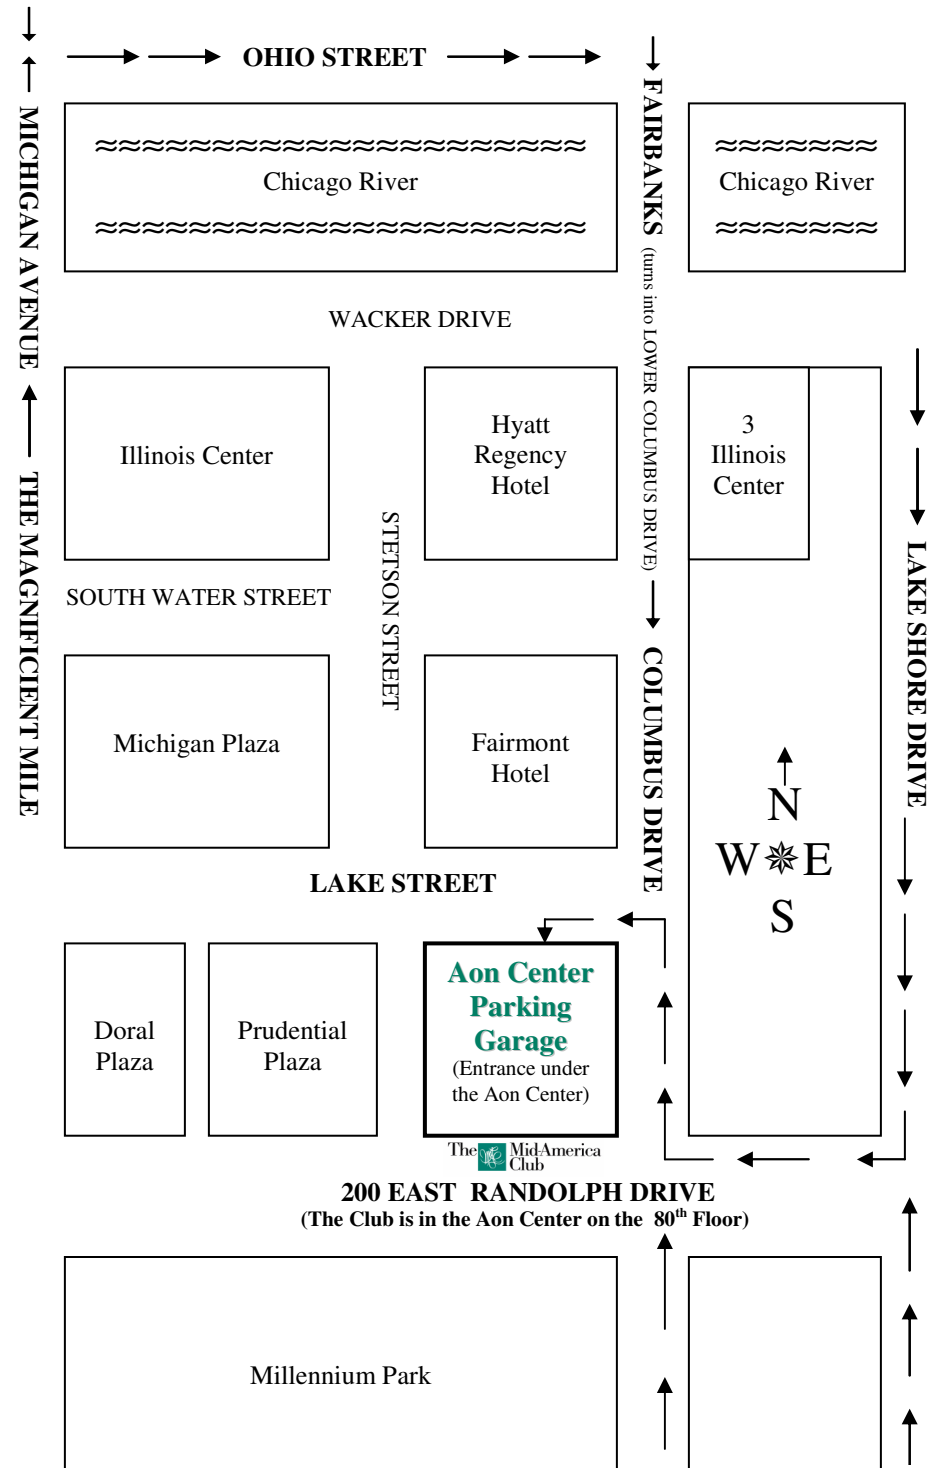 OHIO STREET
MICHIGAN AVENUE
THE MAGNIFICIENT MILE
FAIRBANKS
(turns into LOWER COLUMBUS DRIVE)
COLUMBUS DRIVE
≈≈≈≈≈≈≈≈≈≈≈≈≈≈≈≈≈≈≈≈≈
Chicago River
≈≈≈≈≈≈≈≈≈≈≈≈≈≈≈≈≈≈≈≈≈
≈≈≈≈≈≈≈
Chicago River
≈≈≈≈≈≈≈
WACKER DRIVE
Illinois Center
Hyatt
Regency
Hotel
3
Illinois
Center
STETSON STREET
SOUTH WATER STREET
LAKE SHORE DRIVE
Michigan Plaza
Fairmont
Hotel
N
W E
S
LAKE STREET
Doral
Plaza
Prudential
Plaza
Aon Center
Parking
Garage
(Entrance under
the Aon Center)
The Mid-America
Club
200 EAST RANDOLPH DRIVE
(The Club is in the Aon Center on the 80th Floor)
Millennium Park